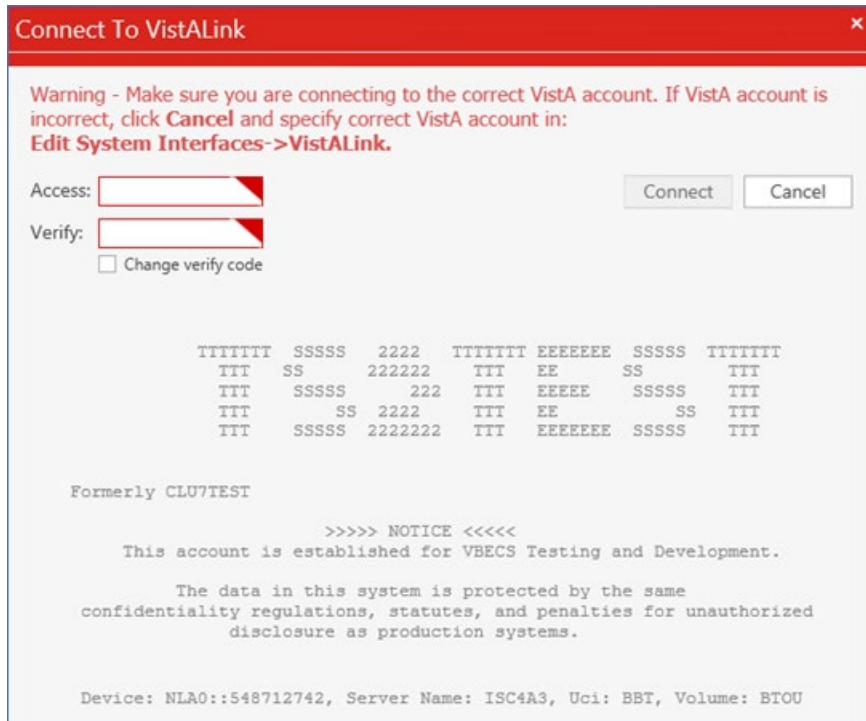 Connect To VistALink
×
Warning - Make sure you are connecting to the correct VistA account. If VistA account is
incorrect, click Cancel and specify correct VistA account in:
Edit System Interfaces->VistALink.
Access:
Connect
Cancel
Verify:
Change verify code
TTTTTTT  SSSSS   2222   TTTTTTT EEEEEEE  SSSSS  TTTTTTT
TTT   SS      222222    TTT   EE      SS        TTT
TTT    SSSSS      222   TTT   EEEEE    SSSSS    TTT
TTT        SS  2222     TTT   EE           SS   TTT
TTT    SSSSS  2222222   TTT   EEEEEEE  SSSSS    TTT
Formerly CLU7TEST
>>>>> NOTICE <<<<<
This account is established for VBECS Testing and Development.
The data in this system is protected by the same
confidentiality regulations, statutes, and penalties for unauthorized
disclosure as production systems.
Device: NLA0::548712742, Server Name: ISC4A3, Uci: BBT, Volume: BTOU